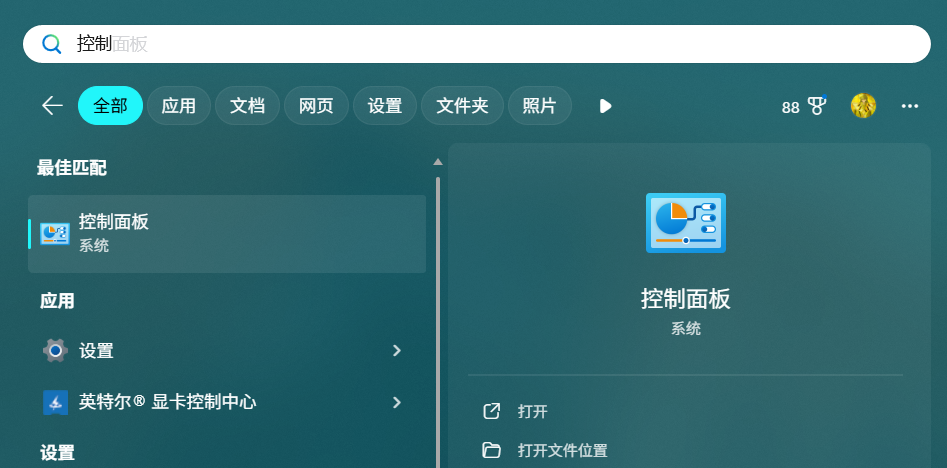 控制面板
全部 应用 文档 网页 设置 文件夹 照片 88
最佳匹配
控制面板
系统
应用
设置
英特尔® 显卡控制中心
设置
控制面板
系统
打开
打开文件位置